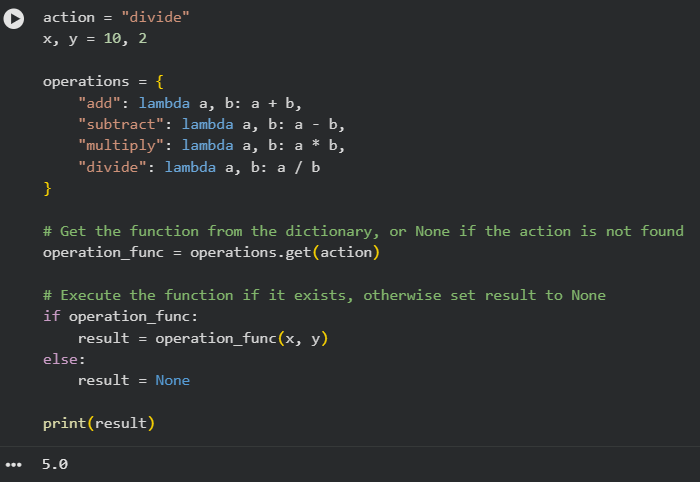 action = "divide"
x, y = 10, 2

operations = {
    "add": lambda a, b: a + b,
    "subtract": lambda a, b: a - b,
    "multiply": lambda a, b: a * b,
    "divide": lambda a, b: a / b
}

# Get the function from the dictionary, or None if the action is not found
operation_func = operations.get(action)

# Execute the function if it exists, otherwise set result to None
if operation_func:
    result = operation_func(x, y)
else:
    result = None

print(result)
5.0